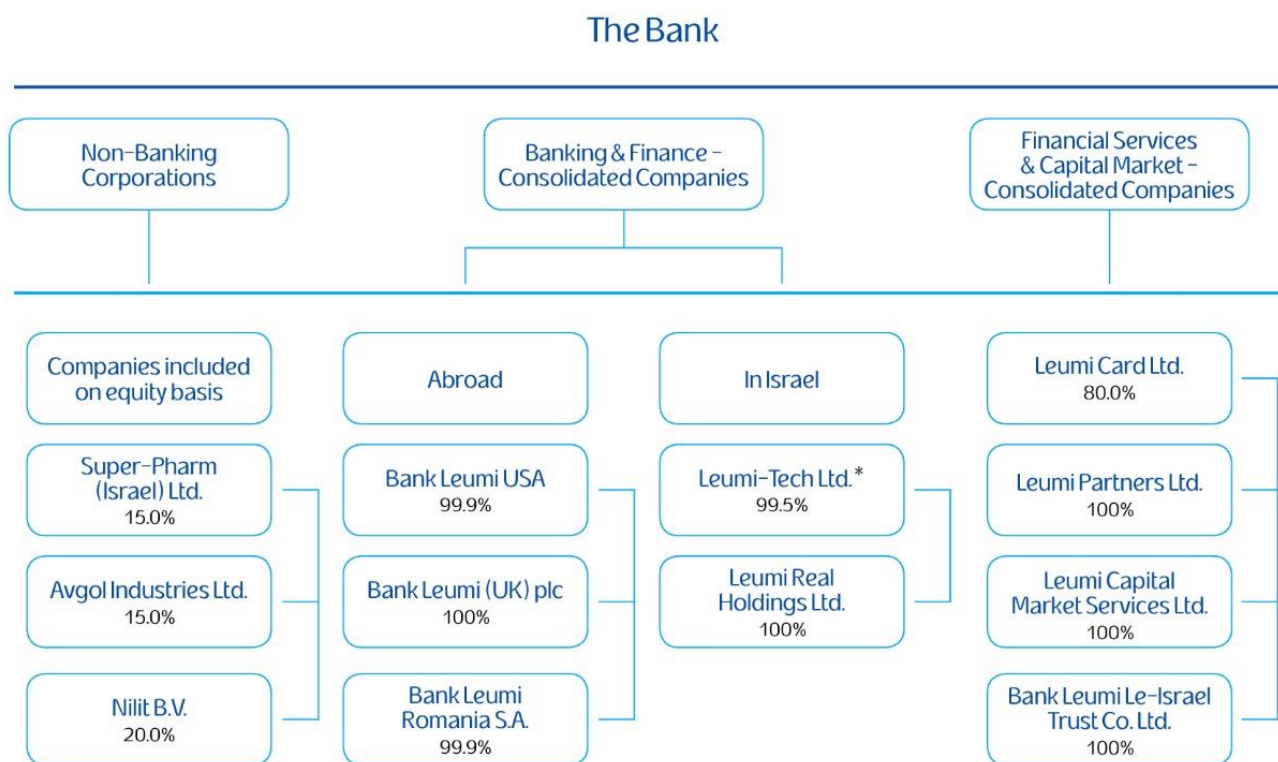 The Bank
Non-Banking
Corporations
Banking & Finance -
Consolidated Companies
Financial Services
& Capital Market -
Consolidated Companies
Companies included
on equity basis
Abroad
In Israel
Leumi Card Ltd.
80.0%
Super-Pharm
(Israel) Ltd.
15.0%
Bank Leumi USA
99.9%
Leumi-Tech Ltd.*
99.5%
Leumi Partners Ltd.
100%
Avgol Industries Ltd.
15.0%
Bank Leumi (UK) plc
100%
Leumi Real
Holdings Ltd.
100%
Leumi Capital
Market Services Ltd.
100%
Nilit B.V.
20.0%
Bank Leumi
Romania S.A.
99.9%
Bank Leumi Le-Israel
Trust Co. Ltd.
100%